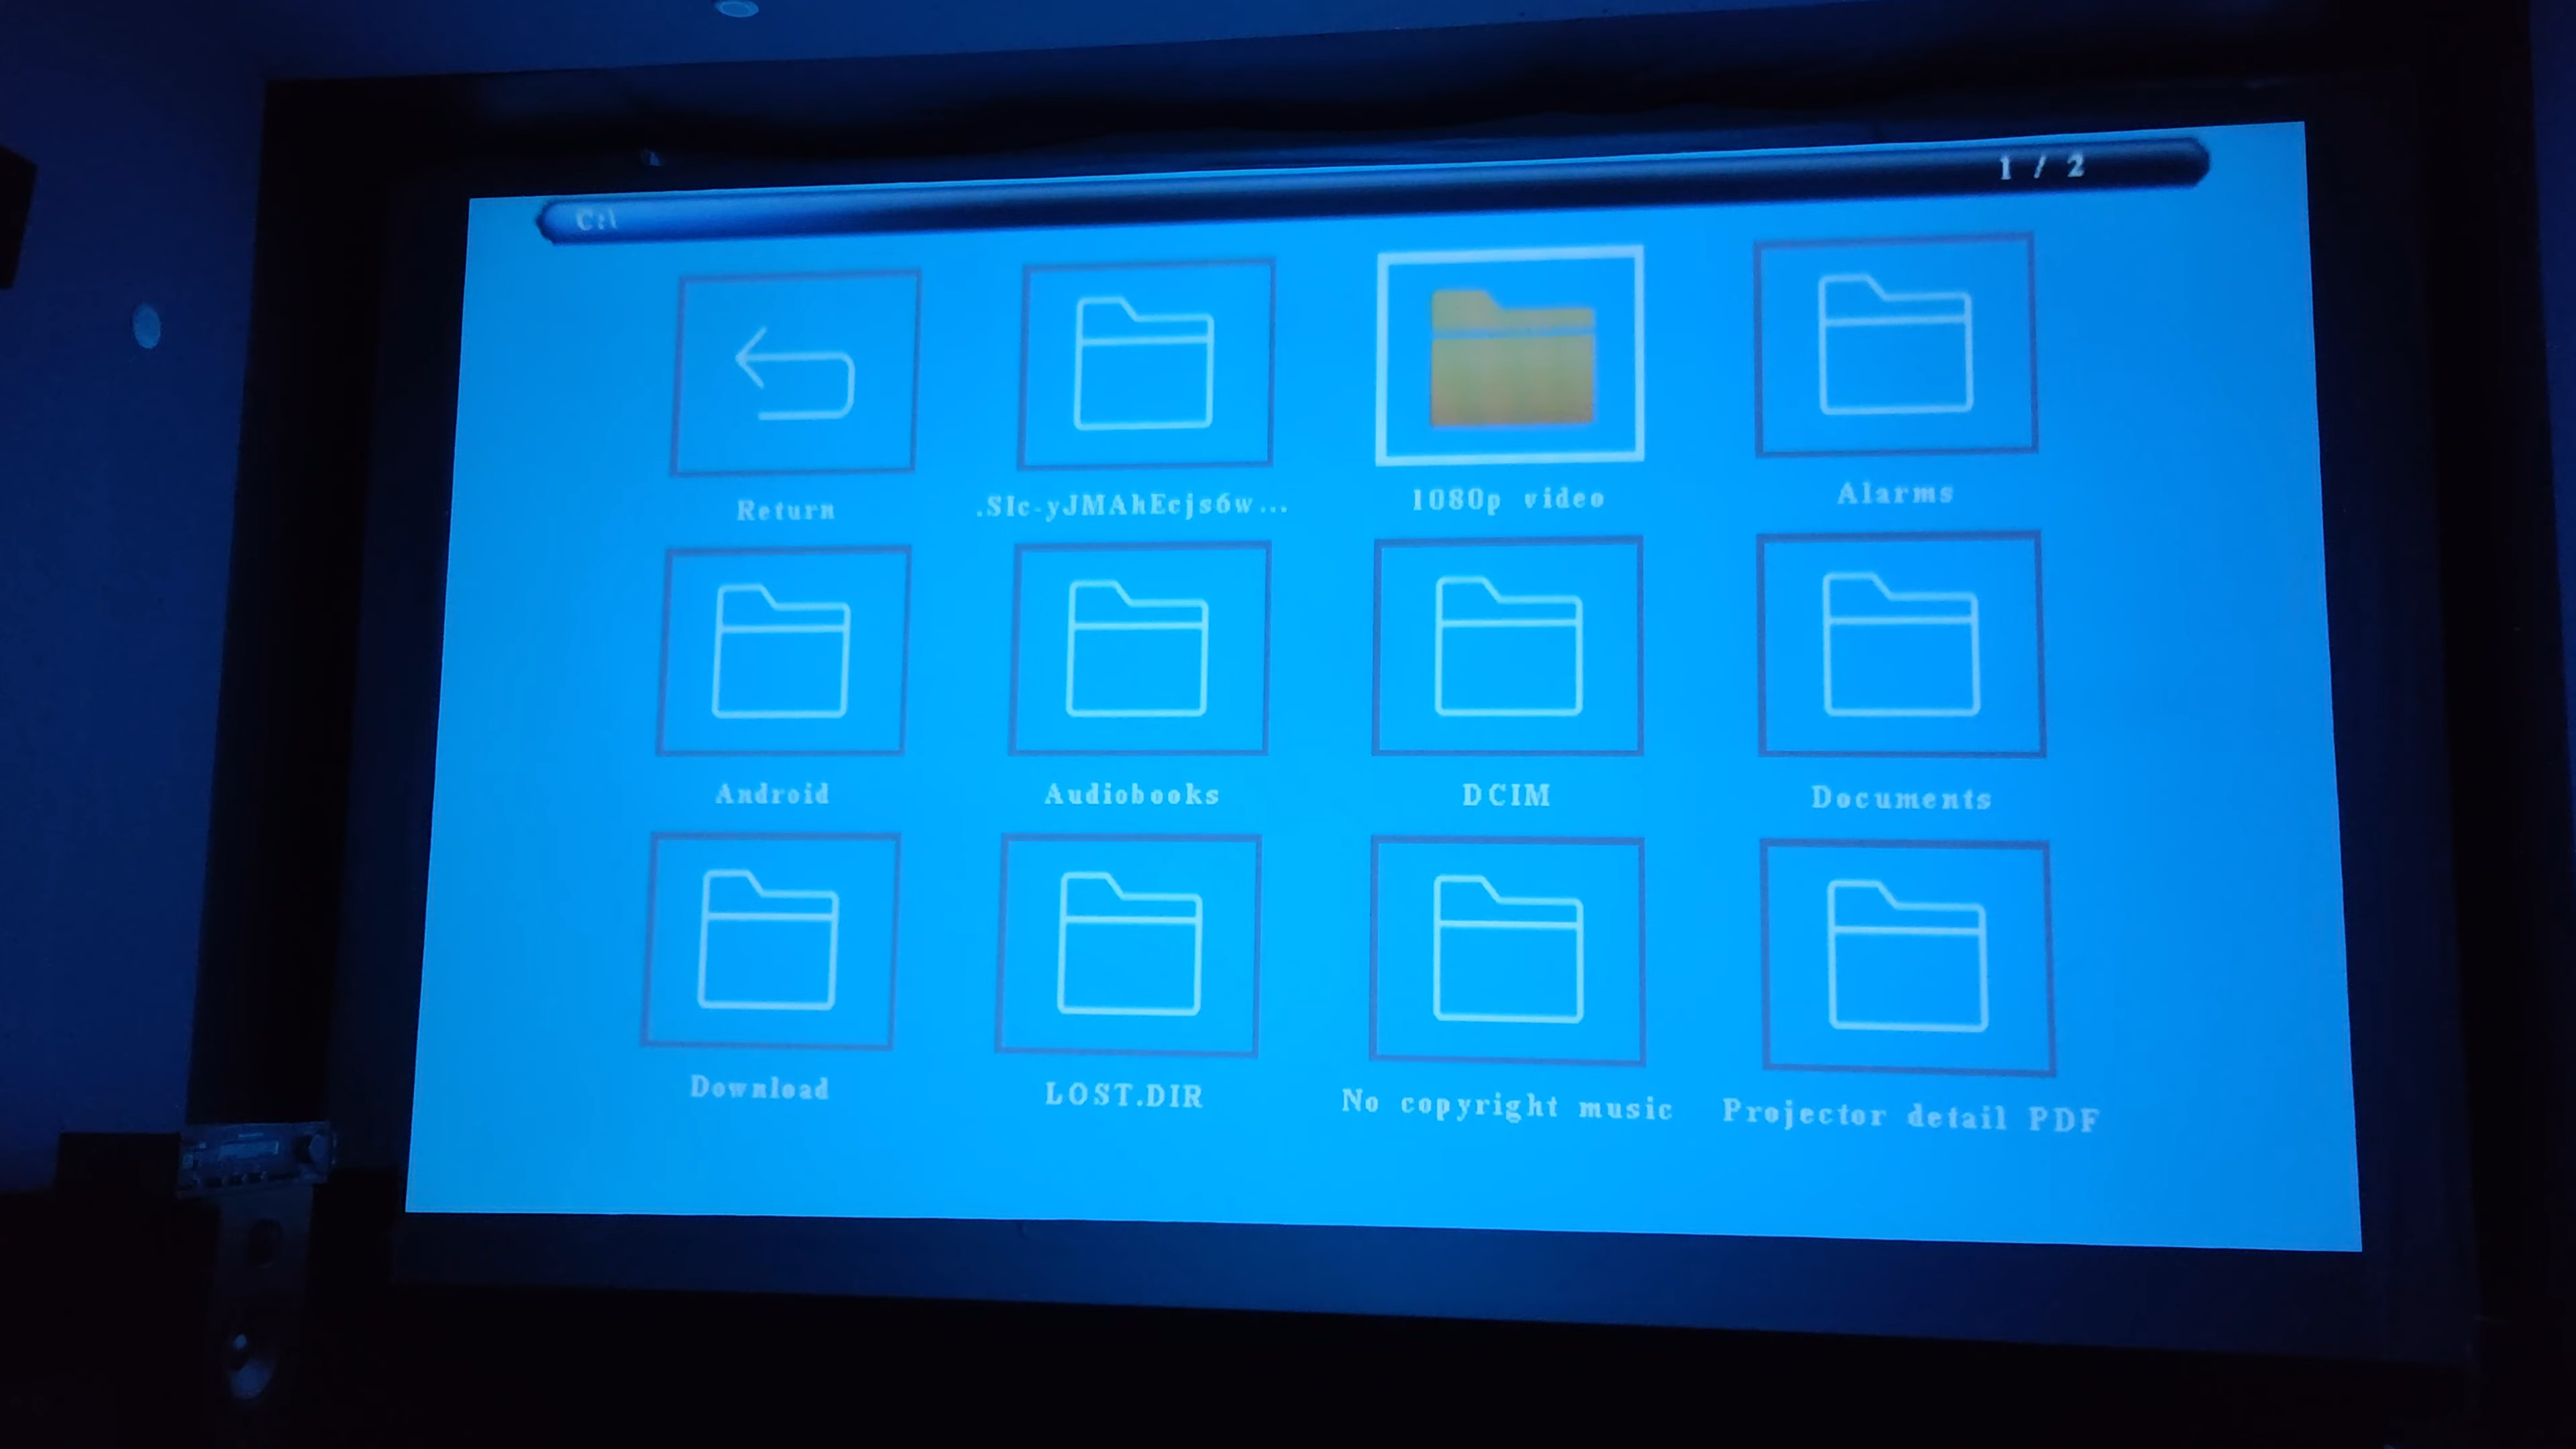 C:\
1 / 2
Return
.SIc-yJMAhEcjs6w...
1080p video
Alarms
Android
Audiobooks
DCIM
Documents
Download
LOST.DIR
No copyright music
Projector detail PDF